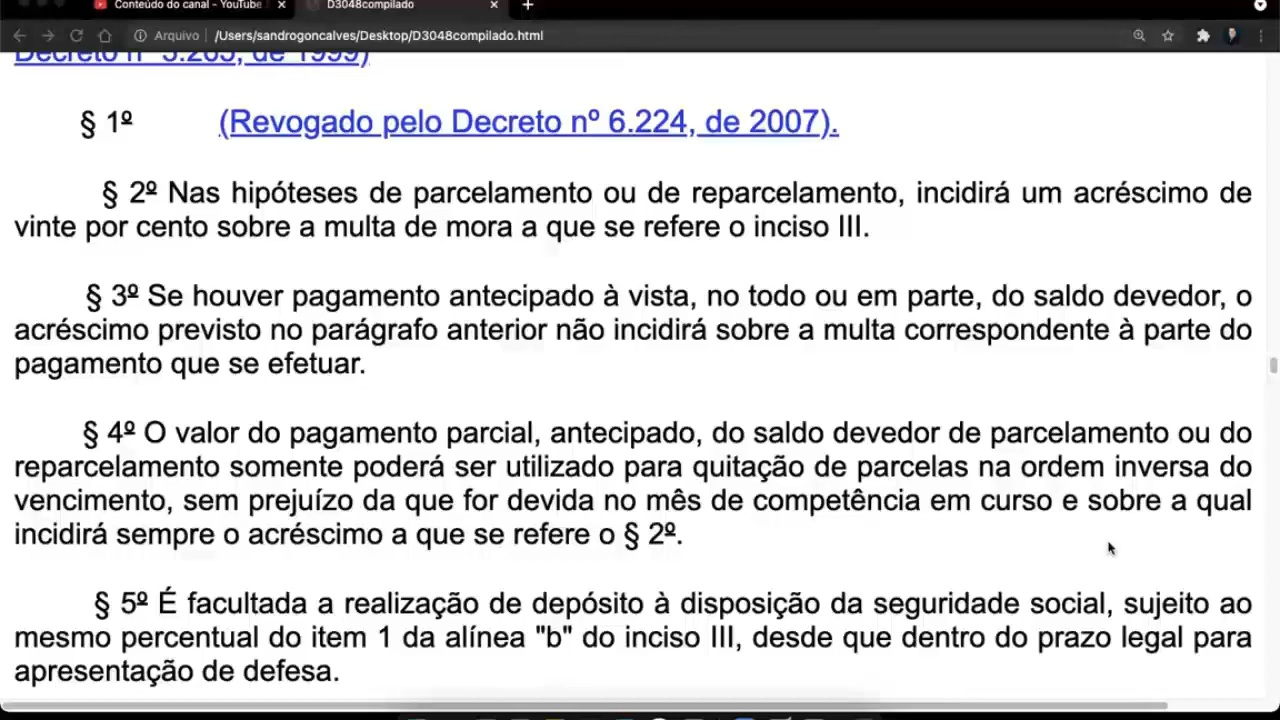 Conteúdo do canal - YouTube
D3048compilado
Arquivo
/Users/sandrogoncalves/Desktop/D3048compilado.html
Decreto nº 3.265, de 1999)
§ 1º (Revogado pelo Decreto nº 6.224, de 2007).
§ 2º Nas hipóteses de parcelamento ou de reparcelamento, incidirá um acréscimo de
vinte por cento sobre a multa de mora a que se refere o inciso III.
§ 3º Se houver pagamento antecipado à vista, no todo ou em parte, do saldo devedor, o
acréscimo previsto no parágrafo anterior não incidirá sobre a multa correspondente à parte do
pagamento que se efetuar.
§ 4º O valor do pagamento parcial, antecipado, do saldo devedor de parcelamento ou do
reparcelamento somente poderá ser utilizado para quitação de parcelas na ordem inversa do
vencimento, sem prejuízo da que for devida no mês de competência em curso e sobre a qual
incidirá sempre o acréscimo a que se refere o § 2º.
§ 5º É facultada a realização de depósito à disposição da seguridade social, sujeito ao
mesmo percentual do item 1 da alínea "b" do inciso III, desde que dentro do prazo legal para
apresentação de defesa.